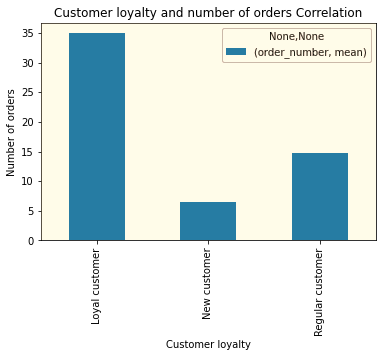 Customer loyalty and number of orders Correlation
None,None
(order_number, mean)
Number of orders
35
30
25
20
15
10
5
0
Loyal customer
New customer
Regular customer
Customer loyalty